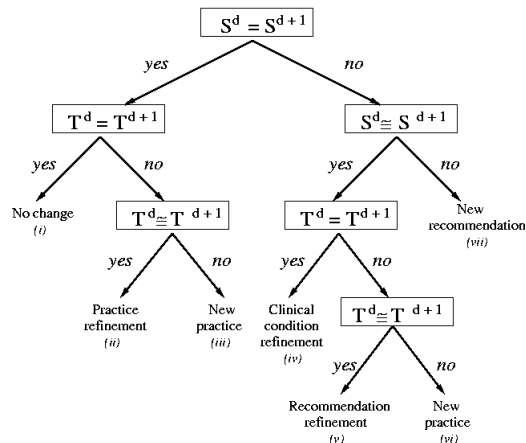 S^d = S^d+1
yes
no
T^d = T^d+1
S^d ≅ S^d+1
yes
no
yes
no
No change
(i)
T^d ≅ T^d+1
T^d = T^d+1
New
recommendation
(vii)
yes
no
yes
no
Practice
refinement
(ii)
New
practice
(iii)
Clinical
condition
refinement
(iv)
T^d ≅ T^d+1
yes
no
Recommendation
refinement
(v)
New
practice
(vi)